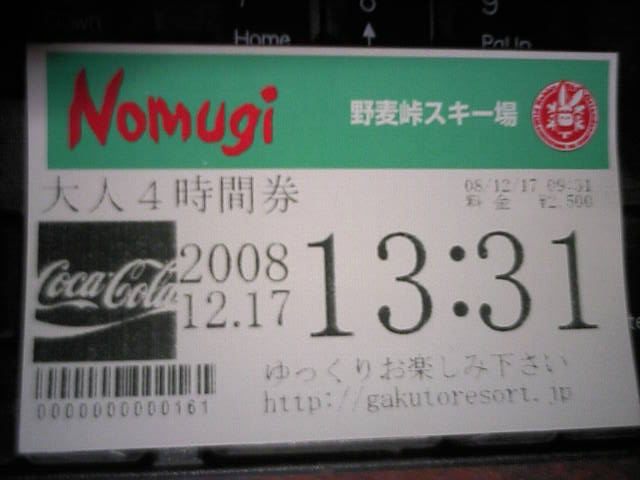 Home
PgUp
Nomugi
野麦峠スキー場
大人4時間券
08/12/17 09:31
料金 ¥2,500
Coca-Cola
2008
12.17
13:31
ゆっくりお楽しみ下さい
http://gakutoresort.jp
0000000000161